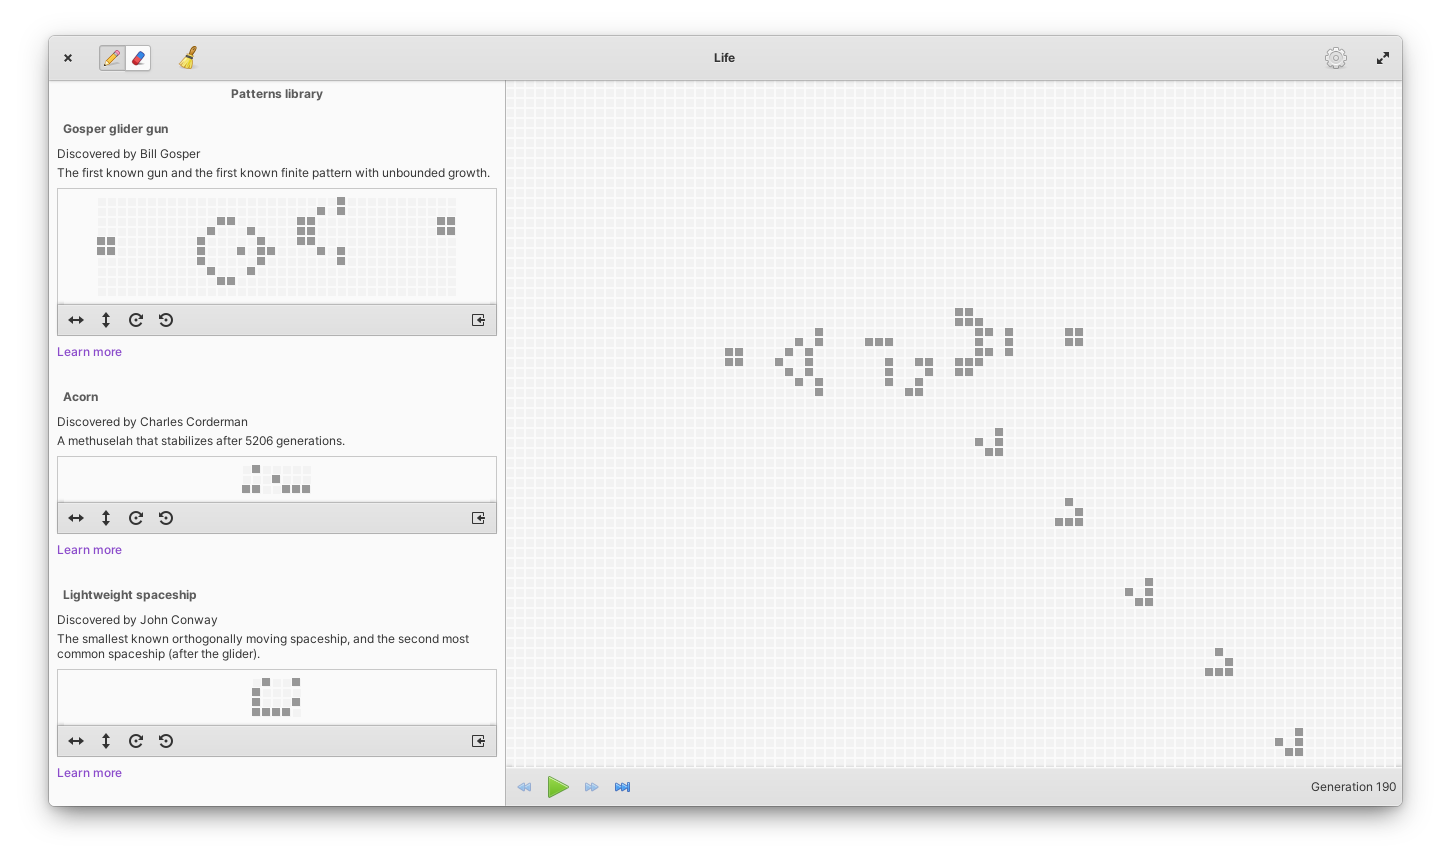 Life
Patterns library
Gosper glider gun
Discovered by Bill Gosper
The first known gun and the first known finite pattern with unbounded growth.
Learn more
Acorn
Discovered by Charles Corderman
A methuselah that stabilizes after 5206 generations.
Learn more
Lightweight spaceship
Discovered by John Conway
The smallest known orthogonally moving spaceship, and the second most
common spaceship (after the glider).
Learn more
Generation 190